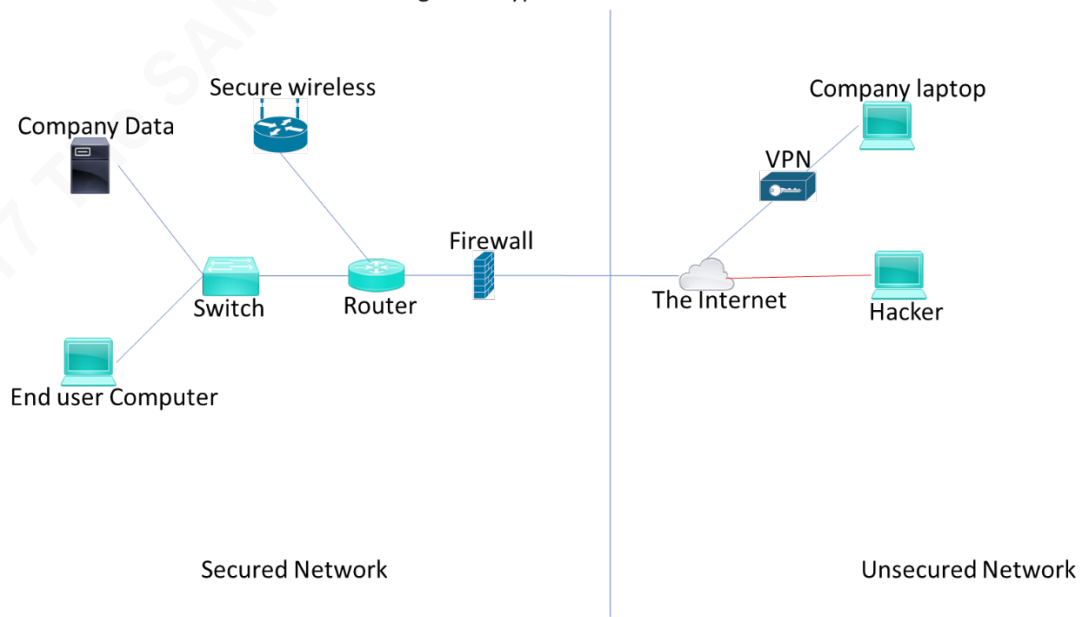 Secure wireless
Company laptop
Company Data
VPN
Firewall
The Internet
Switch
Router
Hacker
End user Computer
Secured Network
Unsecured Network